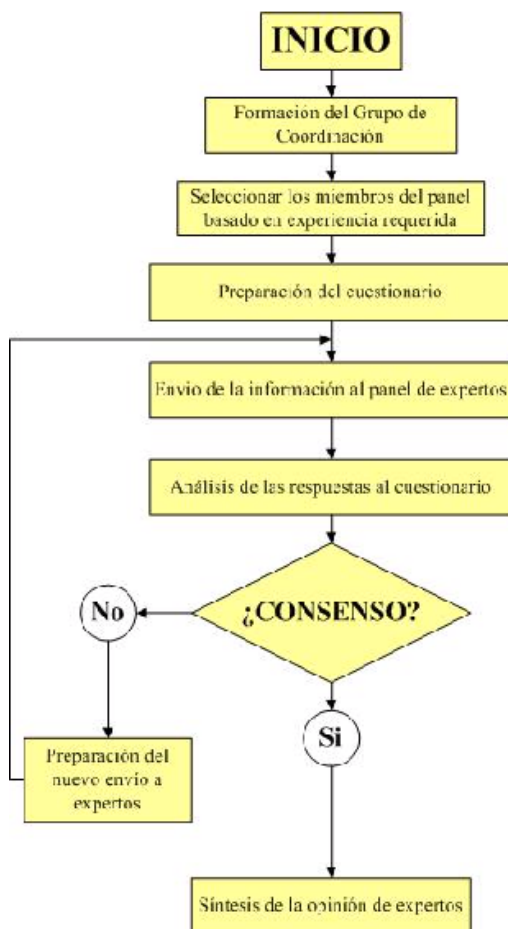 INICIO
Formación del Grupo de
Coordinación
Seleccionar los miembros del panel
basado en experiencia requerida
Preparación del cuestionario
Envio de la información al panel de expertos
Análisis de las respuestas al cuestionario
¿CONSENSO?
No
Si
Preparación del
nuevo envío a
expertos
Síntesis de la opinión de expertos